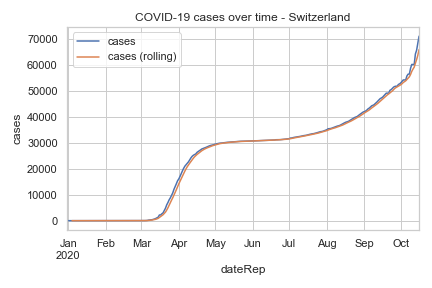 COVID-19 cases over time - Switzerland
cases
cases (rolling)
70000
60000
50000
40000
30000
20000
10000
0
cases
Jan Feb Mar Apr May Jun Jul Aug Sep Oct
2020
dateRep